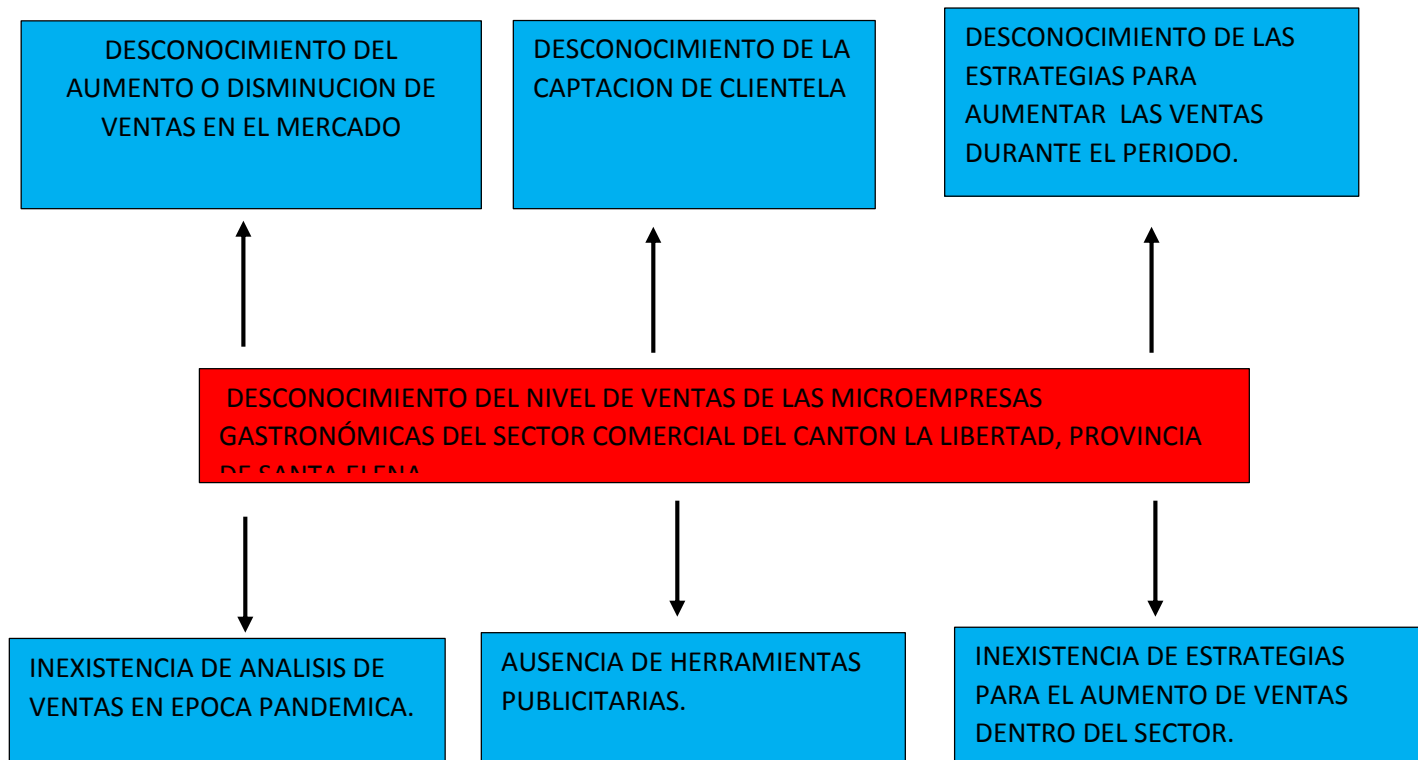 DESCONOCIMIENTO DEL
AUMENTO O DISMINUCION DE
VENTAS EN EL MERCADO
DESCONOCIMIENTO DE LA
CAPTACION DE CLIENTELA
DESCONOCIMIENTO DE LAS
ESTRATEGIAS PARA
AUMENTAR LAS VENTAS
DURANTE EL PERIODO.
DESCONOCIMIENTO DEL NIVEL DE VENTAS DE LAS MICROEMPRESAS
GASTRONÓMICAS DEL SECTOR COMERCIAL DEL CANTON LA LIBERTAD, PROVINCIA
DE SANTA ELENA
INEXISTENCIA DE ANALISIS DE
VENTAS EN EPOCA PANDEMICA.
AUSENCIA DE HERRAMIENTAS
PUBLICITARIAS.
INEXISTENCIA DE ESTRATEGIAS
PARA EL AUMENTO DE VENTAS
DENTRO DEL SECTOR.